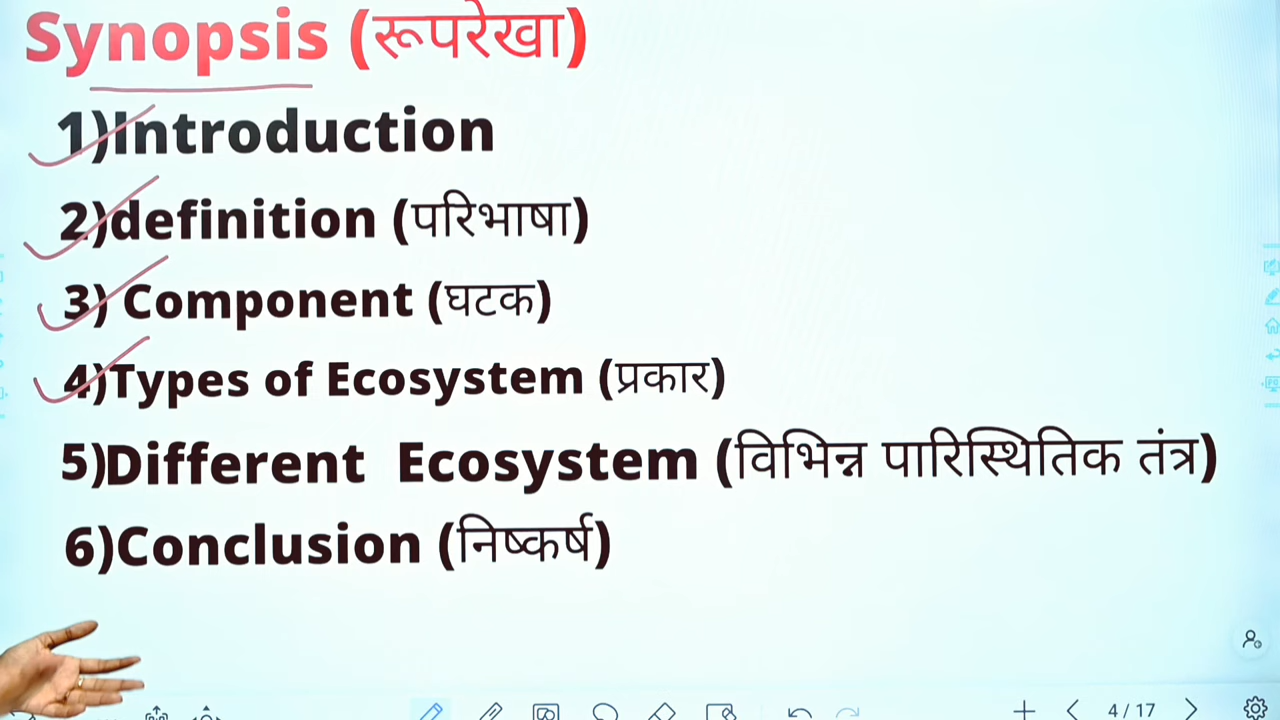 Synopsis (रूपरेखा)
1)Introduction
2)definition (परिभाषा)
3) Component (घटक)
4)Types of Ecosystem (प्रकार)
5)Different Ecosystem (विभिन्न पारिस्थितिक तंत्र)
6)Conclusion (निष्कर्ष)
4 / 17